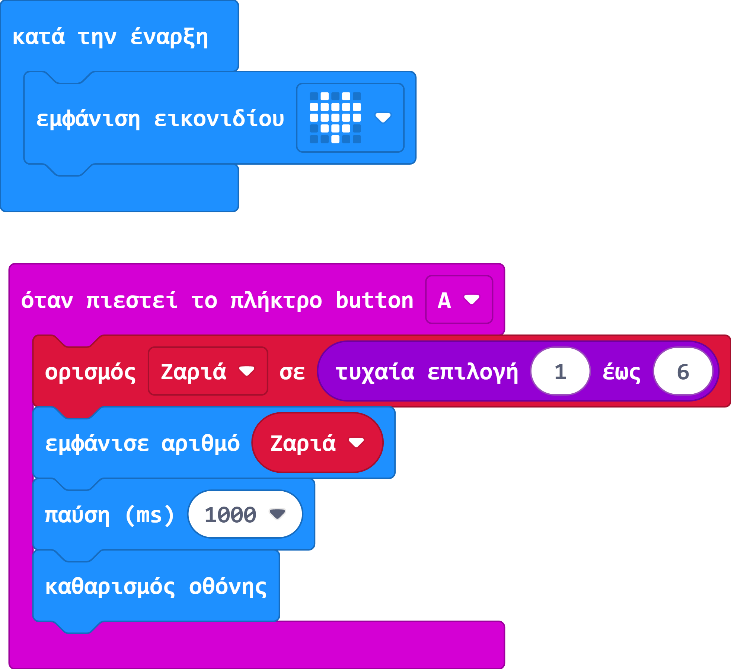 κατά την έναρξη
εμφάνιση εικονιδίου
όταν πιεστεί το πλήκτρο button A
ορισμός Ζαριά σε τυχαία επιλογή 1 έως 6
εμφάνισε αριθμό Ζαριά
παύση (ms) 1000
καθαρισμός οθόνης